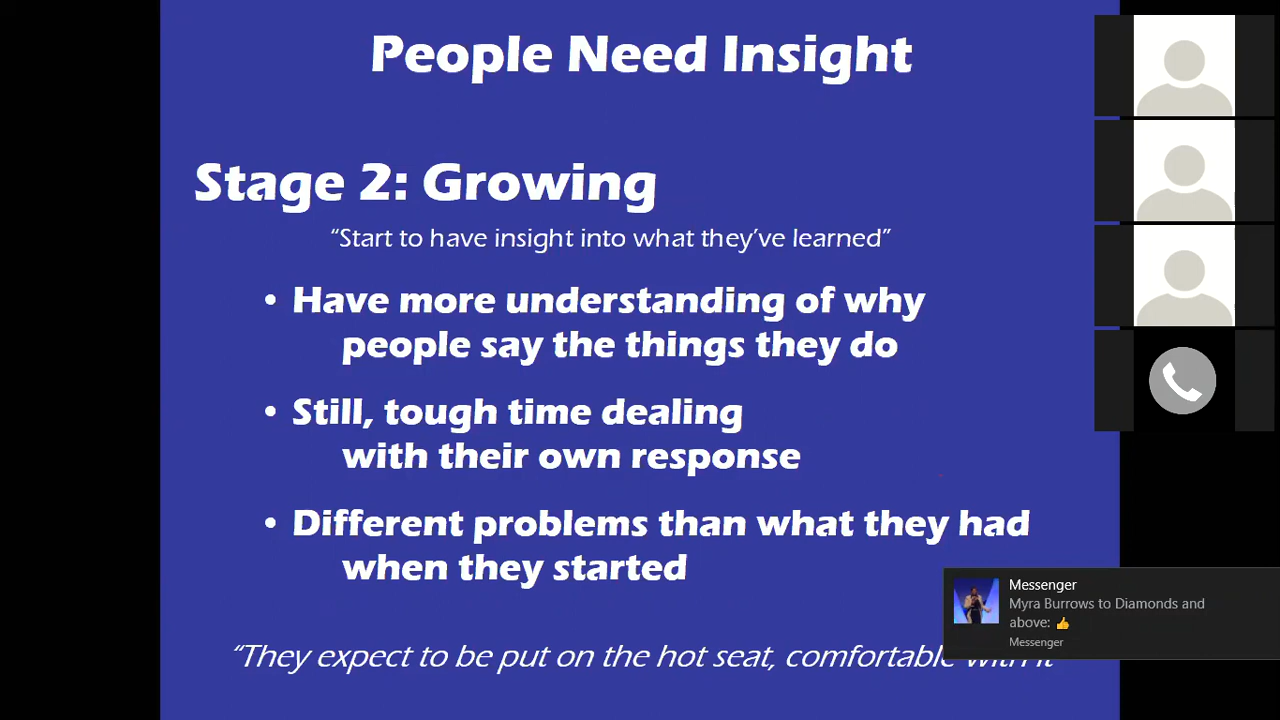 People Need Insight
Stage 2: Growing
“Start to have insight into what they’ve learned”
• Have more understanding of why
people say the things they do
• Still, tough time dealing
with their own response
• Different problems than what they had
when they started
“They expect to be put on the hot seat, comfortable with it
Messenger
Myra Burrows to Diamonds and
above: 👍
Messenger